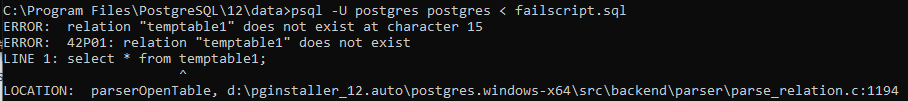 C:\Program Files\PostgreSQL\12\data>psql -U postgres postgres < failscript.sql
ERROR:  relation "temptable1" does not exist at character 15
ERROR:  42P01: relation "temptable1" does not exist
LINE 1: select * from temptable1;
                      ^
LOCATION:  parserOpenTable, d:\pginstaller_12.auto\postgres.windows-x64\src\backend\parser\parse_relation.c:1194